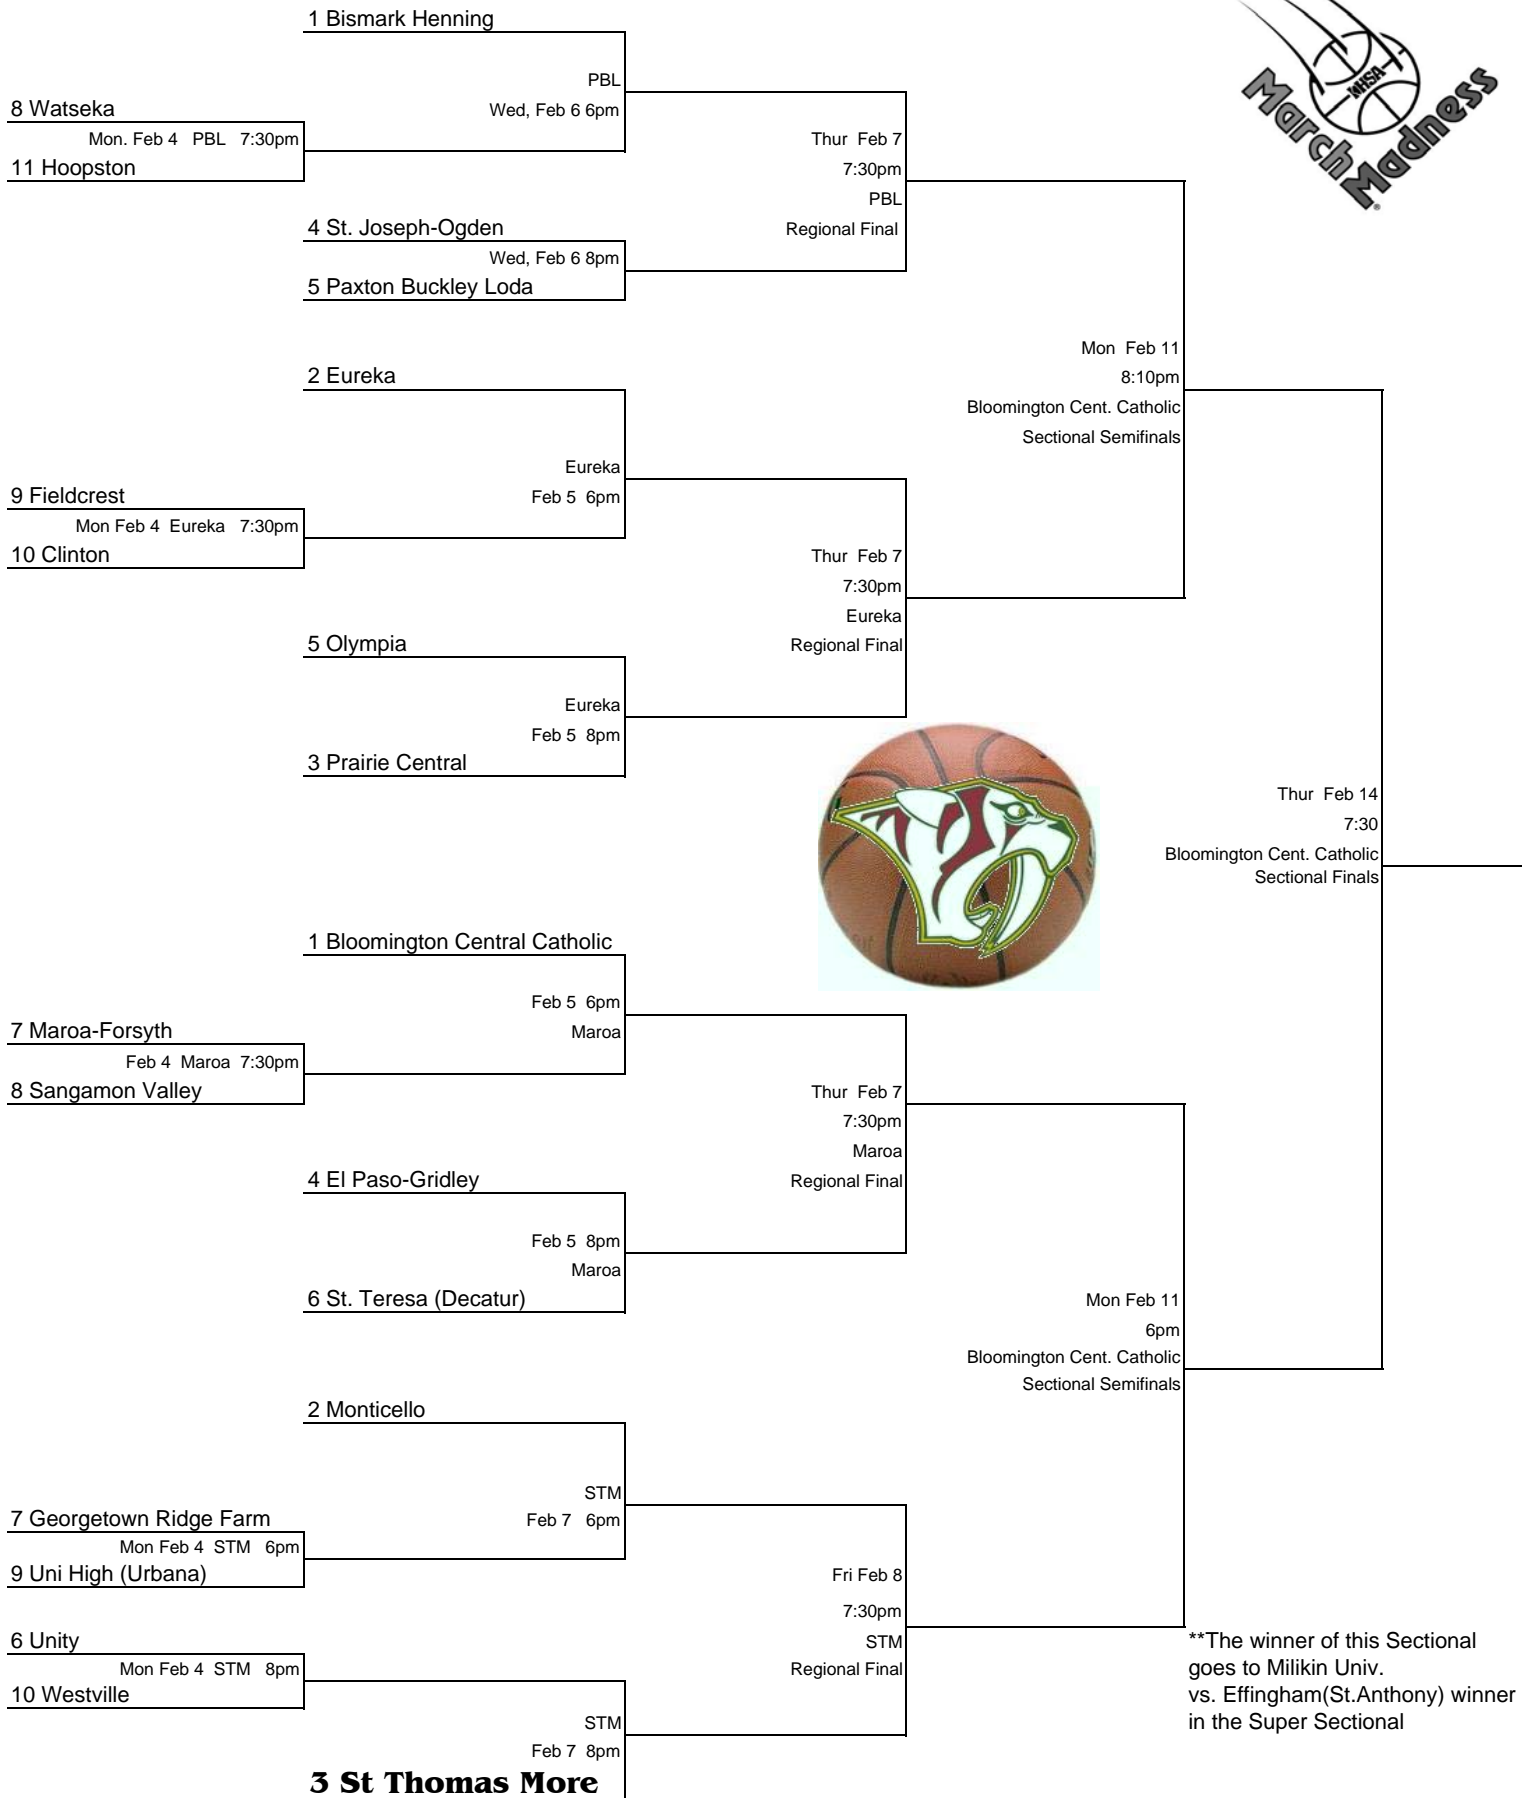 1 Bismark Henning
PBL
Wed, Feb 6 6pm
8 Watseka
Mon. Feb 4 PBL 7:30pm
11 Hoopston
Thur Feb 7
7:30pm
PBL
Regional Final
4 St. Joseph-Ogden
Wed, Feb 6 8pm
5 Paxton Buckley Loda
IHSA
March Madness
®
Mon Feb 11
8:10pm
Bloomington Cent. Catholic
Sectional Semifinals
2 Eureka
Eureka
Feb 5 6pm
9 Fieldcrest
Mon Feb 4 Eureka 7:30pm
10 Clinton
Thur Feb 7
7:30pm
Eureka
Regional Final
5 Olympia
Eureka
Feb 5 8pm
3 Prairie Central
Thur Feb 14
7:30
Bloomington Cent. Catholic
Sectional Finals
1 Bloomington Central Catholic
Feb 5 6pm
Maroa
7 Maroa-Forsyth
Feb 4 Maroa 7:30pm
8 Sangamon Valley
Thur Feb 7
7:30pm
Maroa
Regional Final
4 El Paso-Gridley
Feb 5 8pm
Maroa
6 St. Teresa (Decatur)
Mon Feb 11
6pm
Bloomington Cent. Catholic
Sectional Semifinals
2 Monticello
STM
Feb 7 6pm
7 Georgetown Ridge Farm
Mon Feb 4 STM 6pm
9 Uni High (Urbana)
Fri Feb 8
7:30pm
STM
Regional Final
6 Unity
Mon Feb 4 STM 8pm
10 Westville
STM
Feb 7 8pm
3 St Thomas More
**The winner of this Sectional
goes to Milikin Univ.
vs. Effingham(St.Anthony) winner
in the Super Sectional